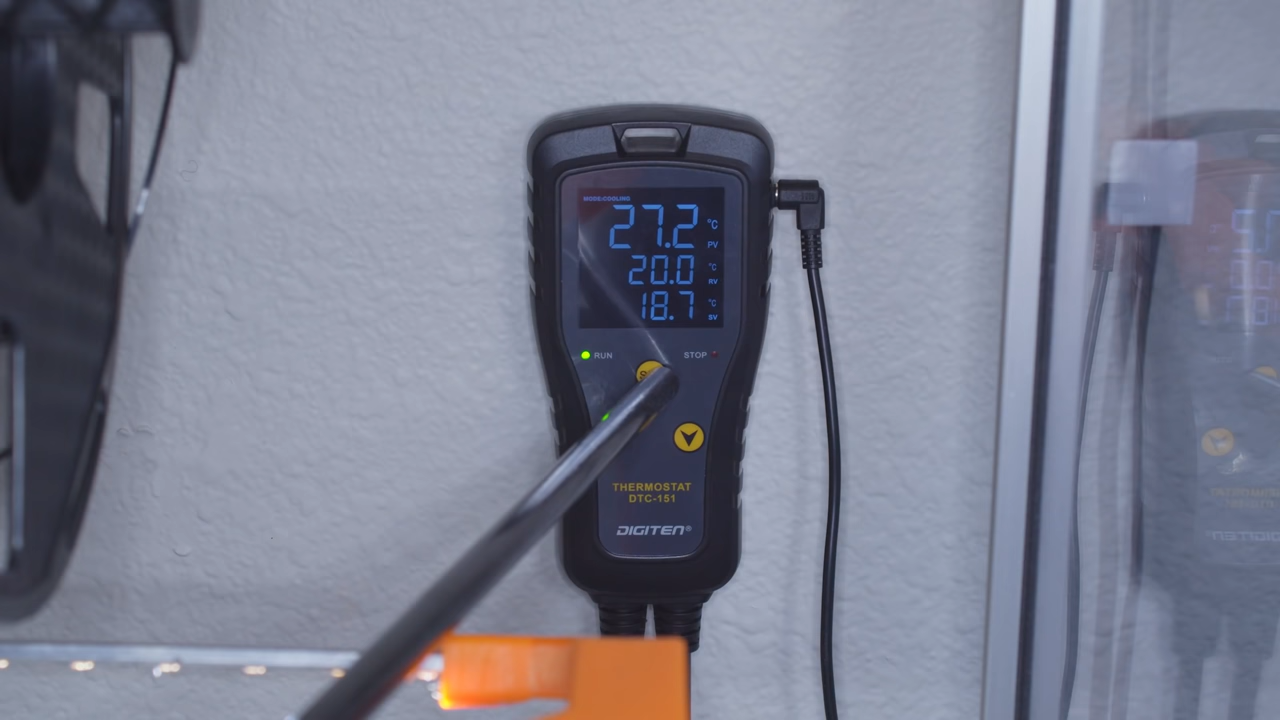 MODE:COOLING
27.2 °C
PV
20.0 °C
RV
18.7 °C
SV
RUN
STOP
THERMOSTAT
DTC-151
DIGITEN®